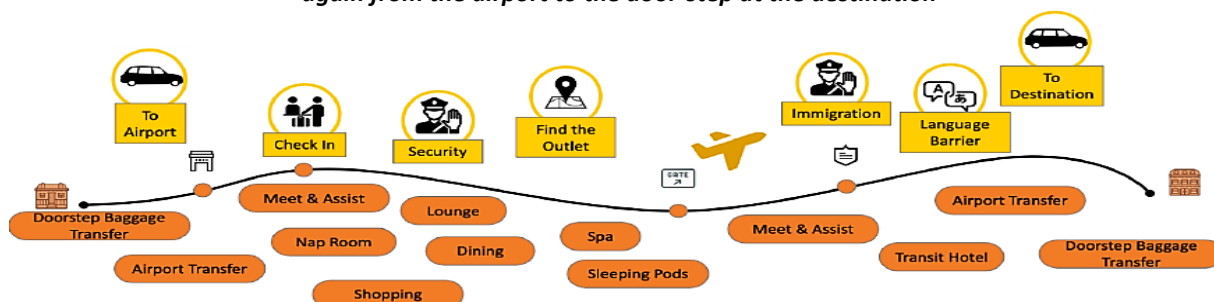 again from the airport to the door step at the destination
To
Airport
Check In
Security
Find the
Outlet
Immigration
A あ
Language
Barrier
To
Destination
GATE
Doorstep Baggage
Transfer
Airport Transfer
Meet & Assist
Nap Room
Shopping
Lounge
Dining
Spa
Sleeping Pods
Meet & Assist
Transit Hotel
Airport Transfer
Doorstep Baggage
Transfer